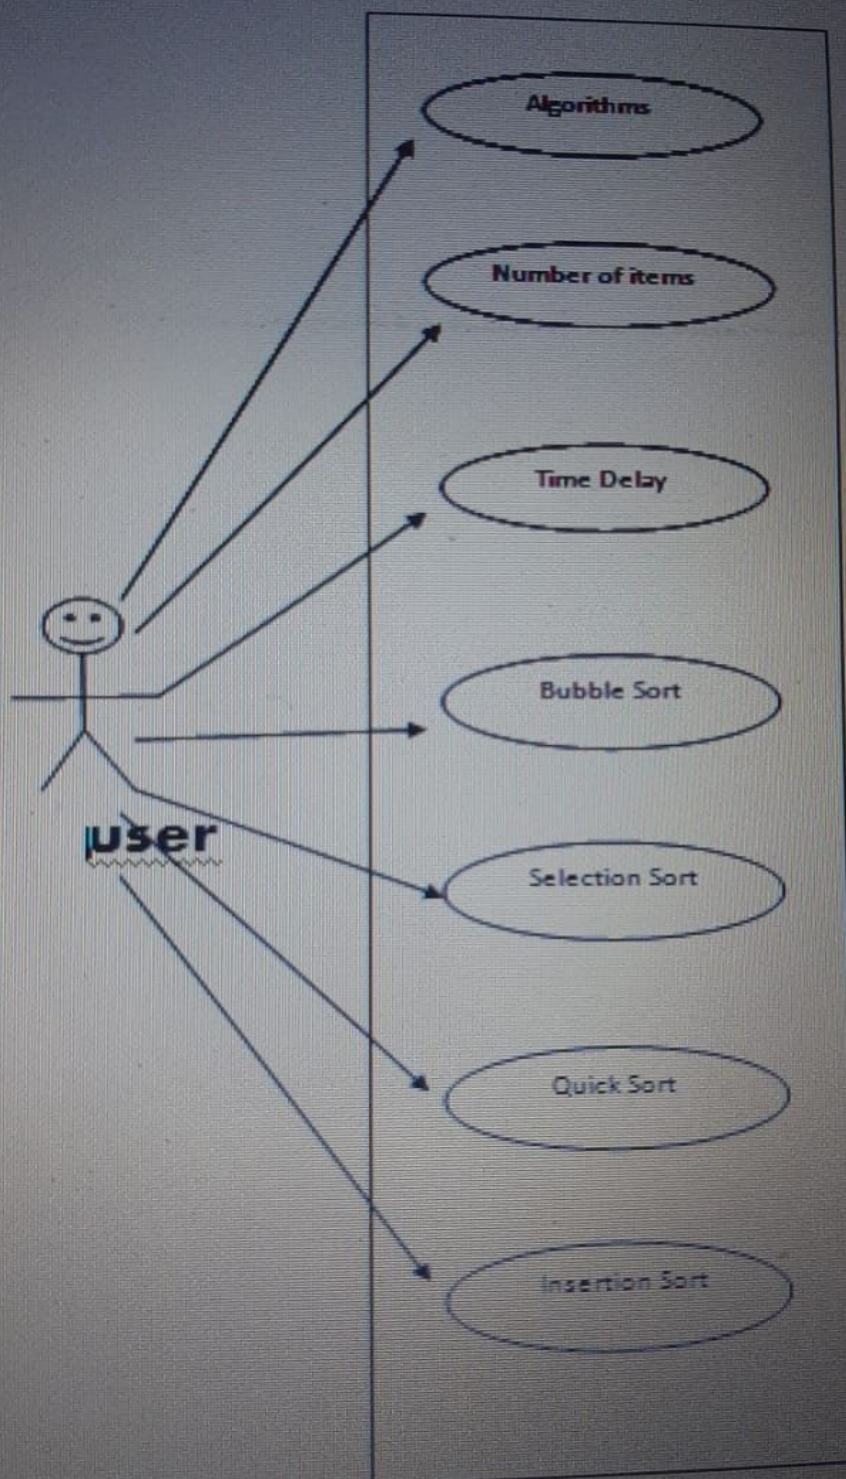 Algorithms
Number of items
Time Delay
Bubble Sort
user
Selection Sort
Quick Sort
Insertion Sort